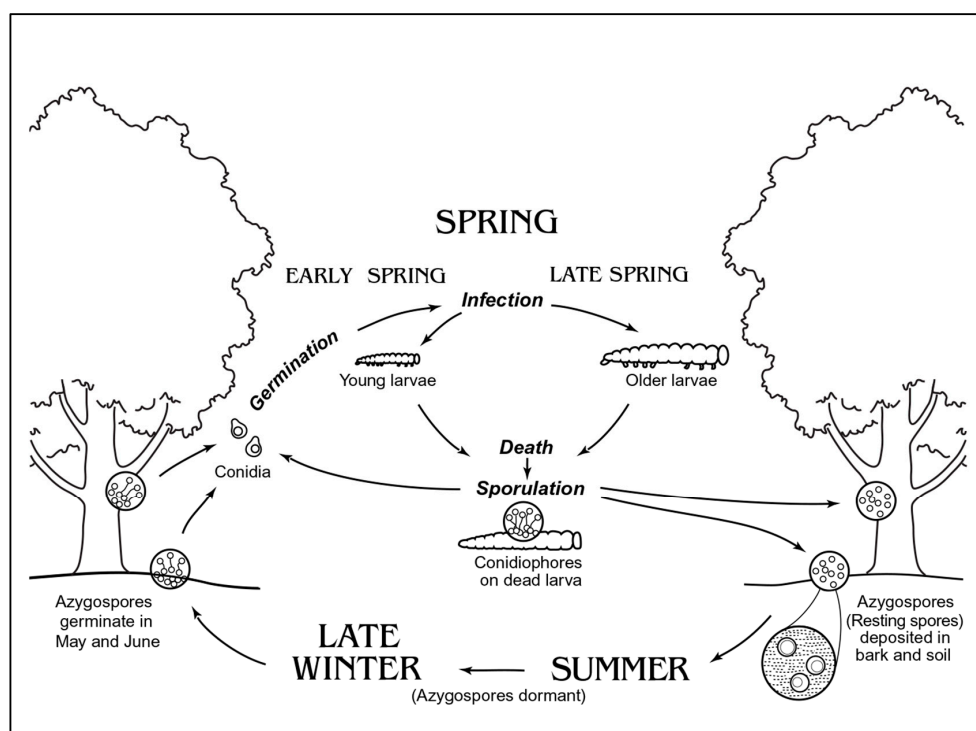 SPRING
EARLY SPRING
LATE SPRING
Infection
Germination
Young larvae
Older larvae
Conidia
Death
Sporulation
Conidiophores
on dead larva
Azygospores
germinate in
May and June
Azygospores
(Resting spores)
deposited in
bark and soil
LATE
WINTER
SUMMER
(Azygospores dormant)